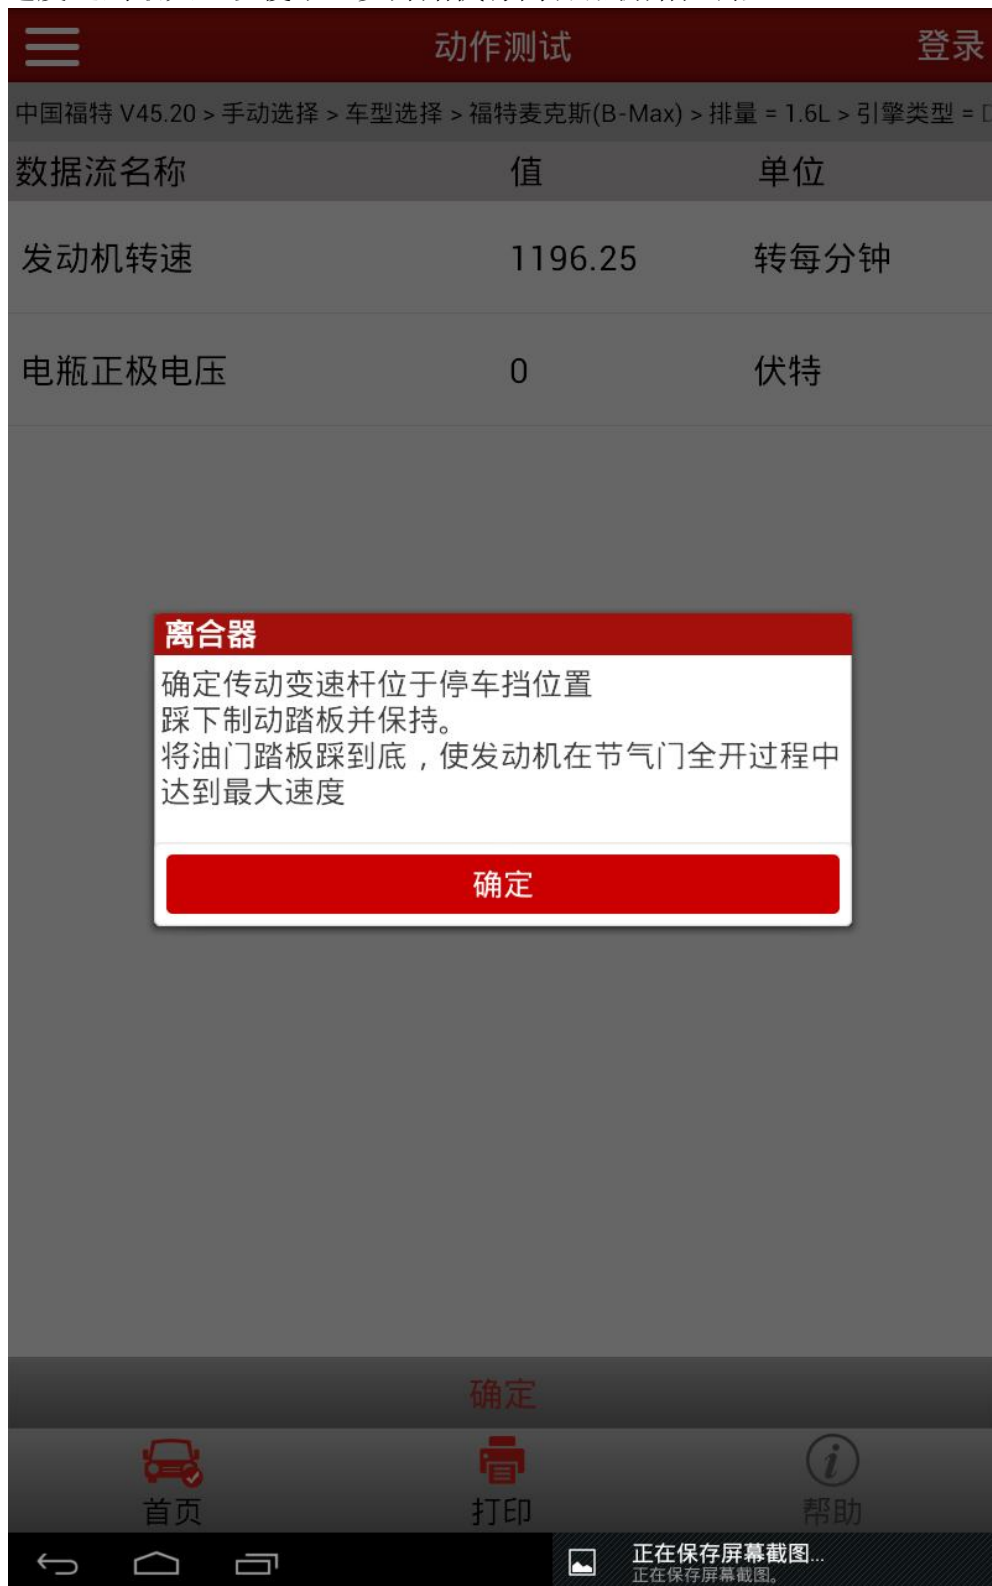 动作测试 登录
中国福特 V45.20 > 手动选择 > 车型选择 > 福特麦克斯(B-Max) > 排量 = 1.6L > 引擎类型 =
数据流名称 值 单位
发动机转速 1196.25 转每分钟
电瓶正极电压 0 伏特
离合器
确定传动变速杆位于停车挡位置
踩下制动踏板并保持。
将油门踏板踩到底，使发动机在节气门全开过程中
达到最大速度
确定
确定
首页 打印 帮助
正在保存屏幕截图...
正在保存屏幕截图。